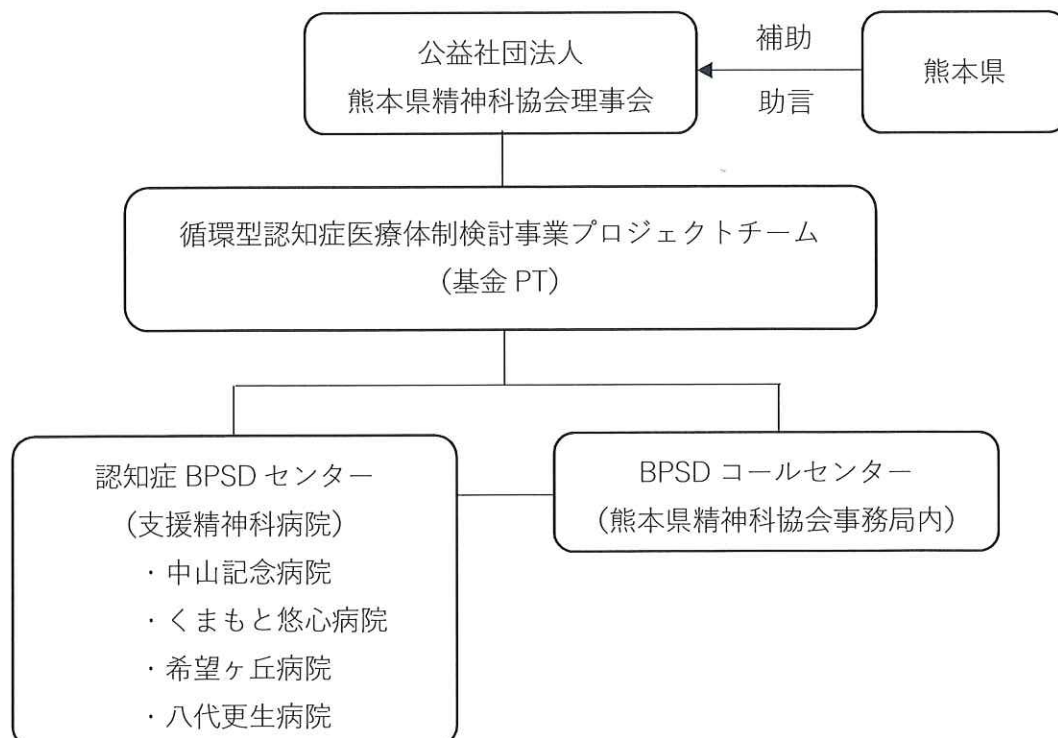 公益社団法人
熊本県精神科協会理事会
補助
助言
熊本県
循環型認知症医療体制検討事業プロジェクトチーム
（基金 PT）
認知症 BPSD センター
（支援精神科病院）
・中山記念病院
・くまもと悠心病院
・希望ヶ丘病院
・八代更生病院
BPSD コールセンター
（熊本県精神科協会事務局内）